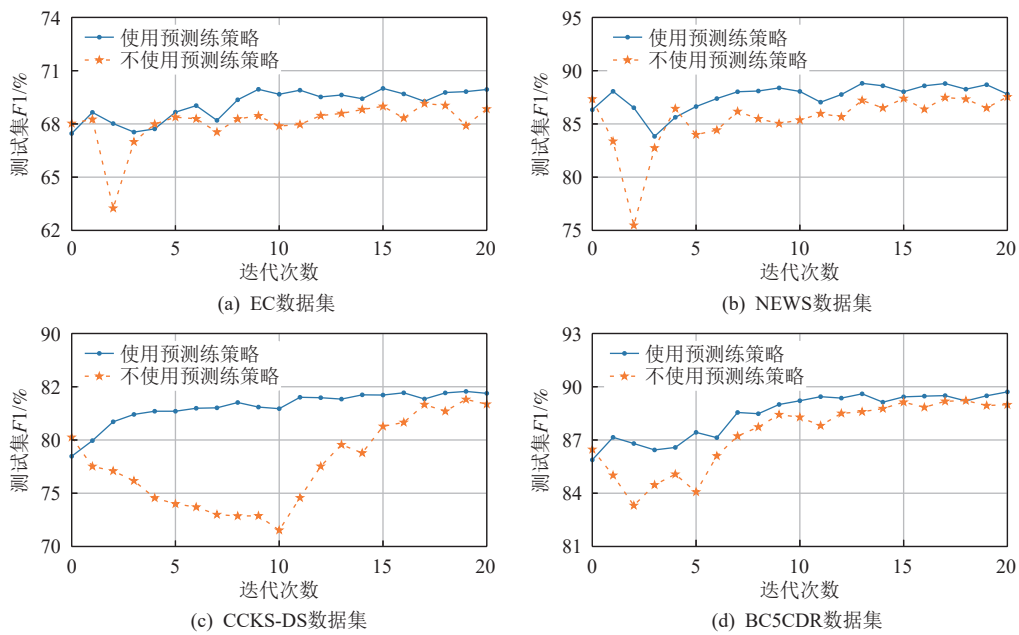 74
71
68
65
62
测试集F1/%
使用预测练策略
不使用预测练策略
0
5
10
15
20
迭代次数
(a) EC数据集
95
90
85
80
75
测试集F1/%
使用预测练策略
不使用预测练策略
0
5
10
15
20
迭代次数
(b) NEWS数据集
90
82
80
75
70
测试集F1/%
使用预测练策略
不使用预测练策略
0
5
10
15
20
迭代次数
(c) CCKS-DS数据集
93
90
87
84
81
测试集F1/%
使用预测练策略
不使用预测练策略
0
5
10
15
20
迭代次数
(d) BC5CDR数据集